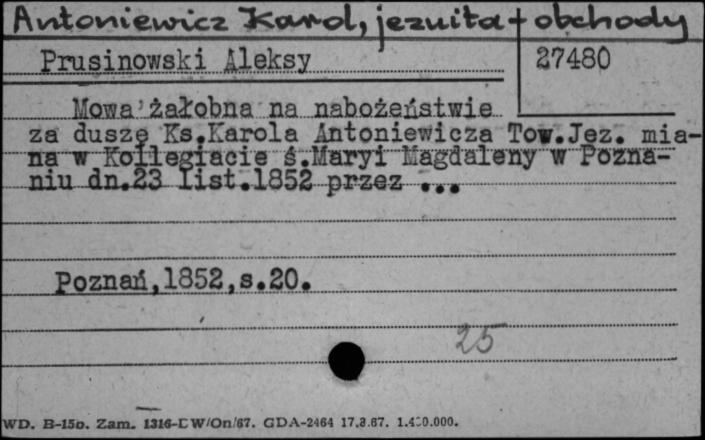 Antoniewicz Karol, jezuita + obchody
Prusinowski Aleksy
27480
Mowa żałobna na nabożeństwie
za duszę Ks.Karola Antoniewicza Tow.Jez. mia-
na w Kollegiacie ś.Maryi Magdaleny w Pozna-
niu dn.23 list.1852 przez ...
Poznań,1852,s.20.
25
WD. B-15o. Zam. 1316-DW/On/67. GDA-2464 17.3.67.